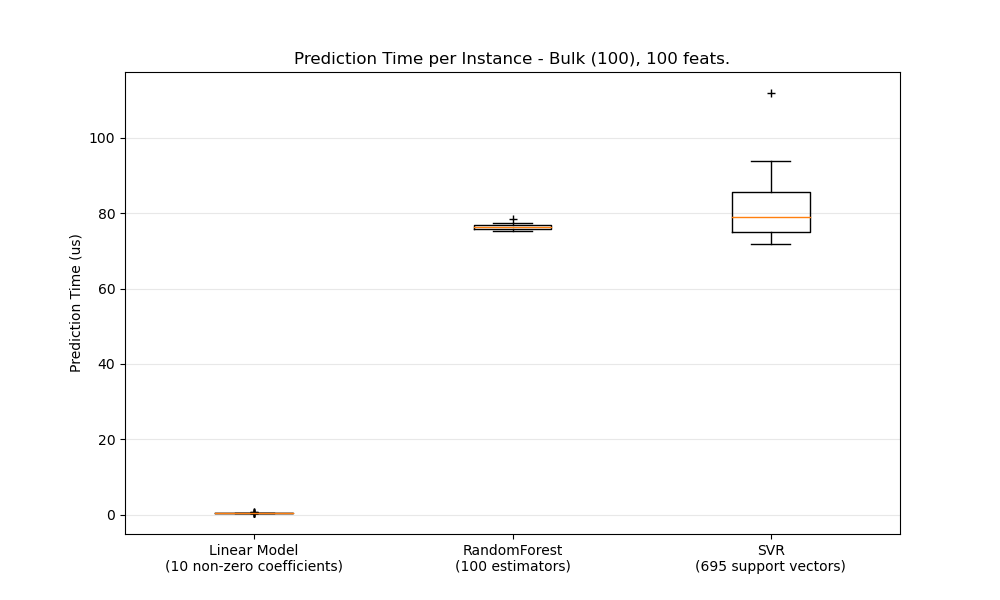 Prediction Time per Instance - Bulk (100), 100 feats.
Prediction Time (us)
100
80
60
40
20
0
Linear Model
(10 non-zero coefficients)
RandomForest
(100 estimators)
SVR
(695 support vectors)